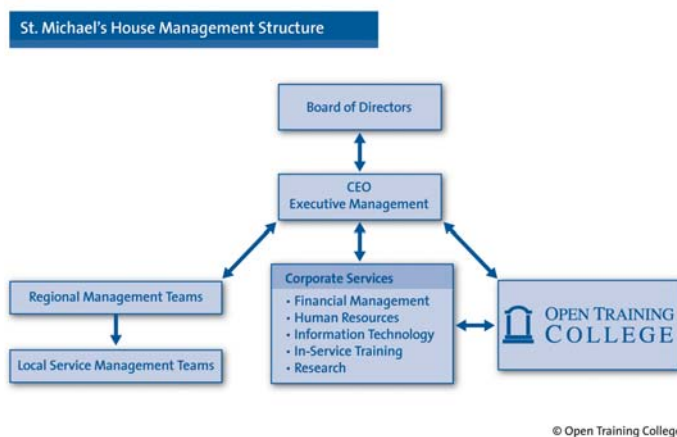 St. Michael's House Management Structure
Board of Directors
CEO
Executive Management
Regional Management Teams
Local Service Management Teams
Corporate Services
• Financial Management
• Human Resources
• Information Technology
• In-Service Training
• Research
OPEN TRAINING
COLLEGE
© Open Training College